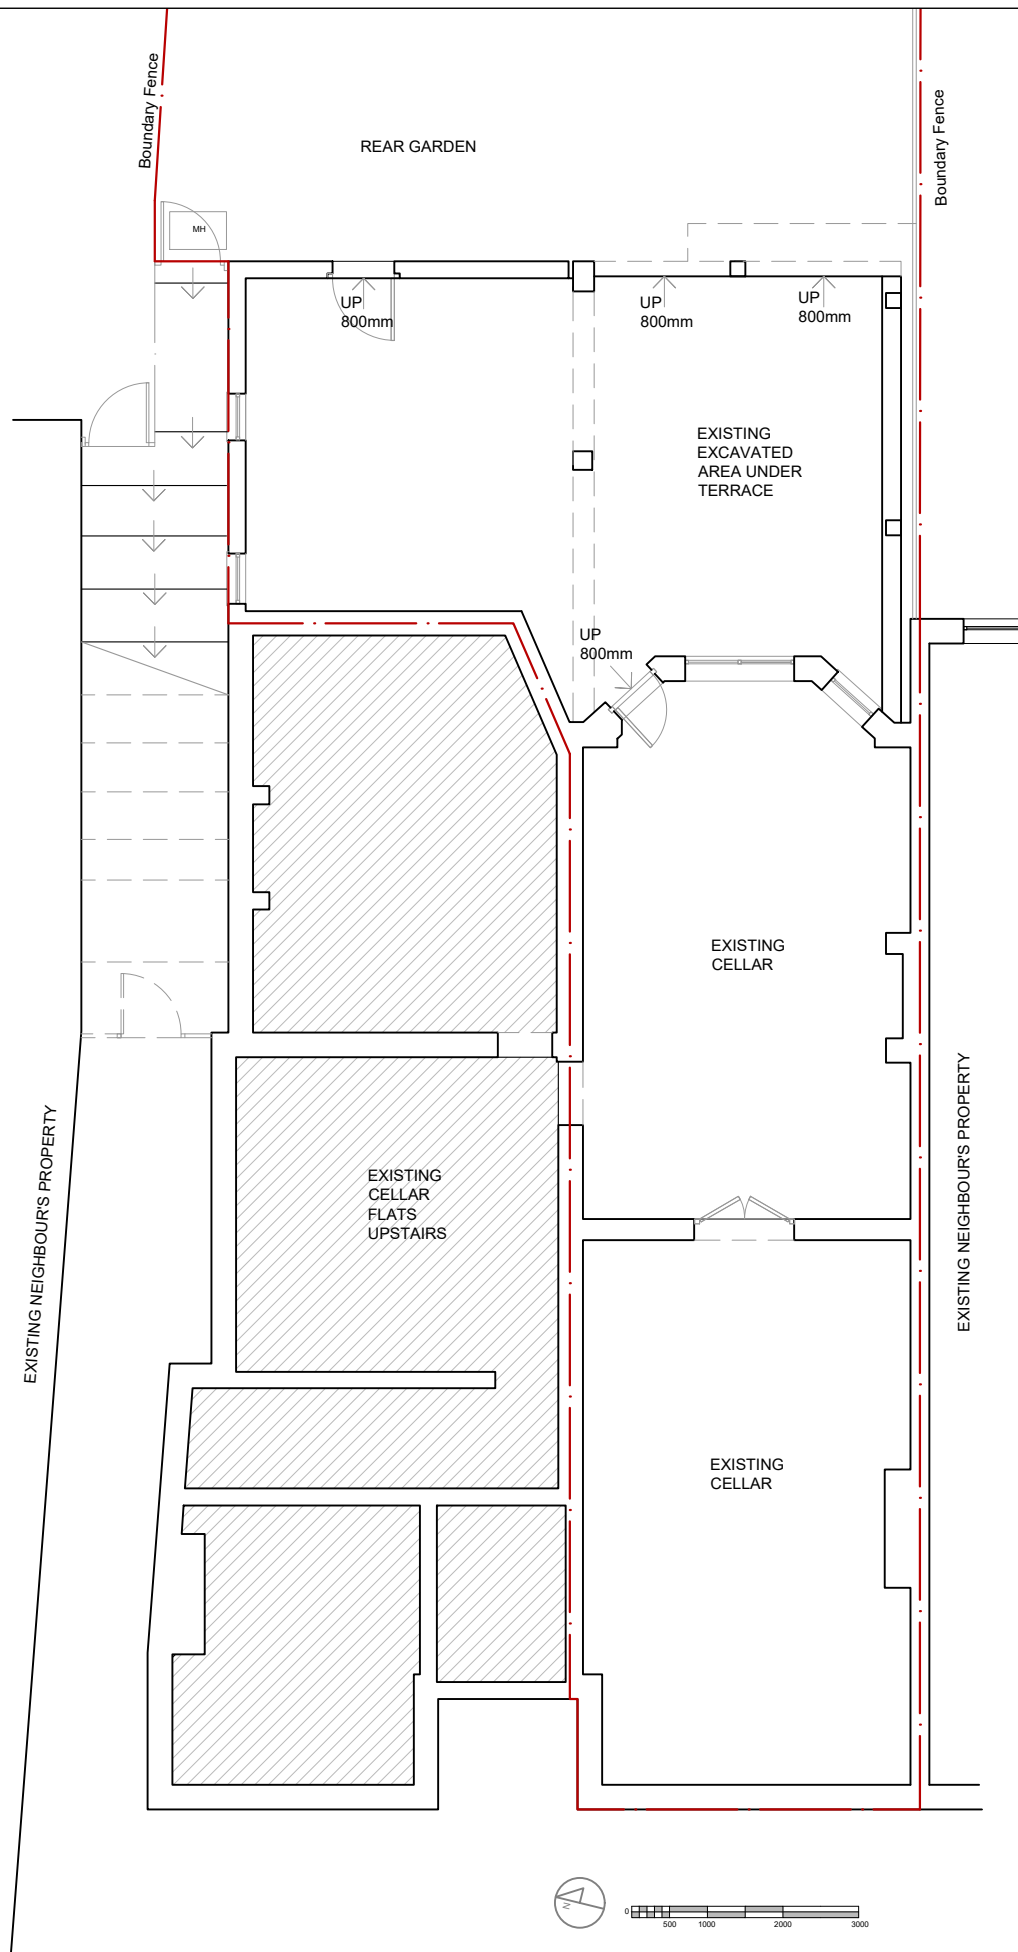 Boundary Fence
Boundary Fence
REAR GARDEN
MH
UP
800mm
UP
800mm
UP
800mm
EXISTING
EXCAVATED
AREA UNDER
TERRACE
UP
800mm
EXISTING
CELLAR
EXISTING NEIGHBOUR'S PROPERTY
EXISTING
CELLAR
FLATS
UPSTAIRS
EXISTING NEIGHBOUR'S PROPERTY
EXISTING
CELLAR
N
0
500 1000 2000 3000